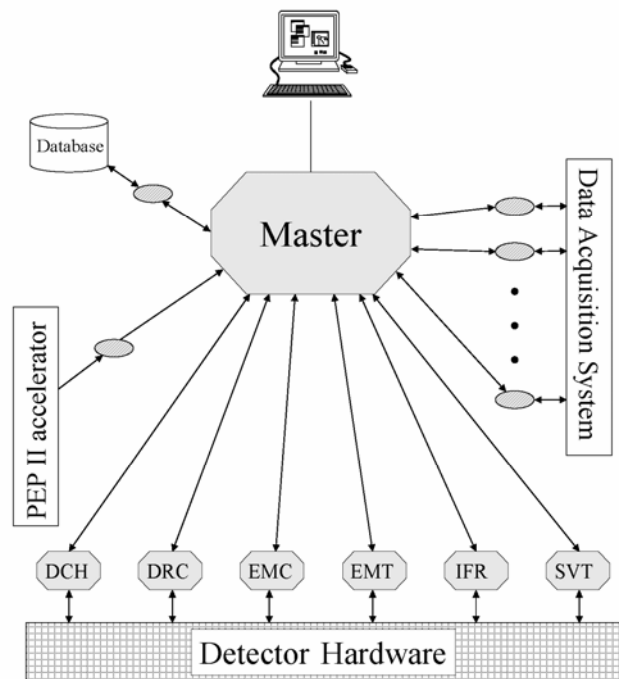 Database
Master
Data Acquisition System
PEP II accelerator
DCH
DRC
EMC
EMT
IFR
SVT
Detector Hardware